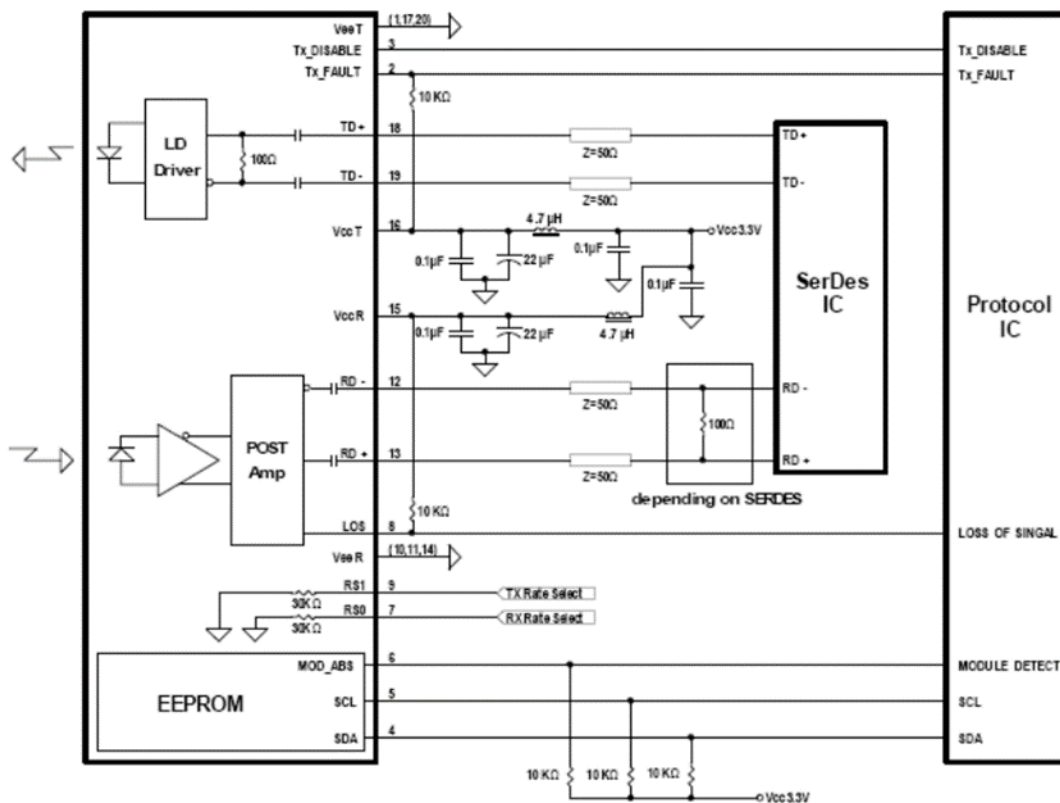 VeeT (1,17,20)
Tx_DISABLE 3 Tx_DISABLE
Tx_FAULT 2 Tx_FAULT
10 KΩ
LD
Driver
100Ω
TD+ 18 Z=50Ω TD+
TD- 19 Z=50Ω TD-
VccT 16 4.7 µH Vcc3.3V
0.1µF 22 µF 0.1µF 0.1µF
SerDes
IC
Protocol
IC
VccR 15
0.1µF 22 µF 4.7 µH
RD - 12 Z=50Ω RD -
POST
Amp
100Ω
RD + 13 Z=50Ω RD +
depending on SERDES
10 KΩ
LOS 8 LOSS OF SINGAL
VeeR (10,11,14)
RS1 9 TX Rate Select
30KΩ
RS0 7 RX Rate Select
30KΩ
MOD_ABS 6 MODULE DETECT
EEPROM
SCL 5 SCL
SDA 4 SDA
10 KΩ 10 KΩ 10 KΩ
Vcc3.3V